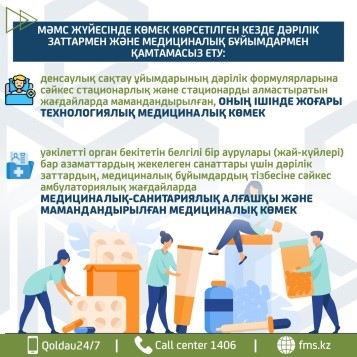 МӘМС ЖҮЙЕСІНДЕ КӨМЕК КӨРСЕТІЛГЕН КЕЗДЕ ДӘРІЛІК
ЗАТТАРМЕН ЖӘНЕ МЕДИЦИНАЛЫҚ БҰЙЫМДАРМЕН
ҚАМТАМАСЫЗ ЕТУ:
денсаулық сақтау ұйымдарының дәрілік формулярларына
сәйкес стационарлық және стационарды алмастыратын
жағдайларда мамандандырылған, ОНЫҢ ІШІНДЕ ЖОҒАРЫ
ТЕХНОЛОГИЯЛЫҚ МЕДИЦИНАЛЫҚ КӨМЕК
уәкілетті орган бекітетін белгілі бір аурулары (жай-күйлері)
бар азаматтардың жекелеген санаттары үшін дәрілік
заттардың, медициналық бұйымдардың тізбесіне сәйкес
амбулаториялық жағдайларда
МЕДИЦИНАЛЫҚ-САНИТАРИЯЛЫҚ АЛҒАШҚЫ ЖӘНЕ
МАМАНДАНДЫРЫЛҒАН МЕДИЦИНАЛЫҚ КӨМЕК
Qoldau24/7 | Call center 1406 | fms.kz